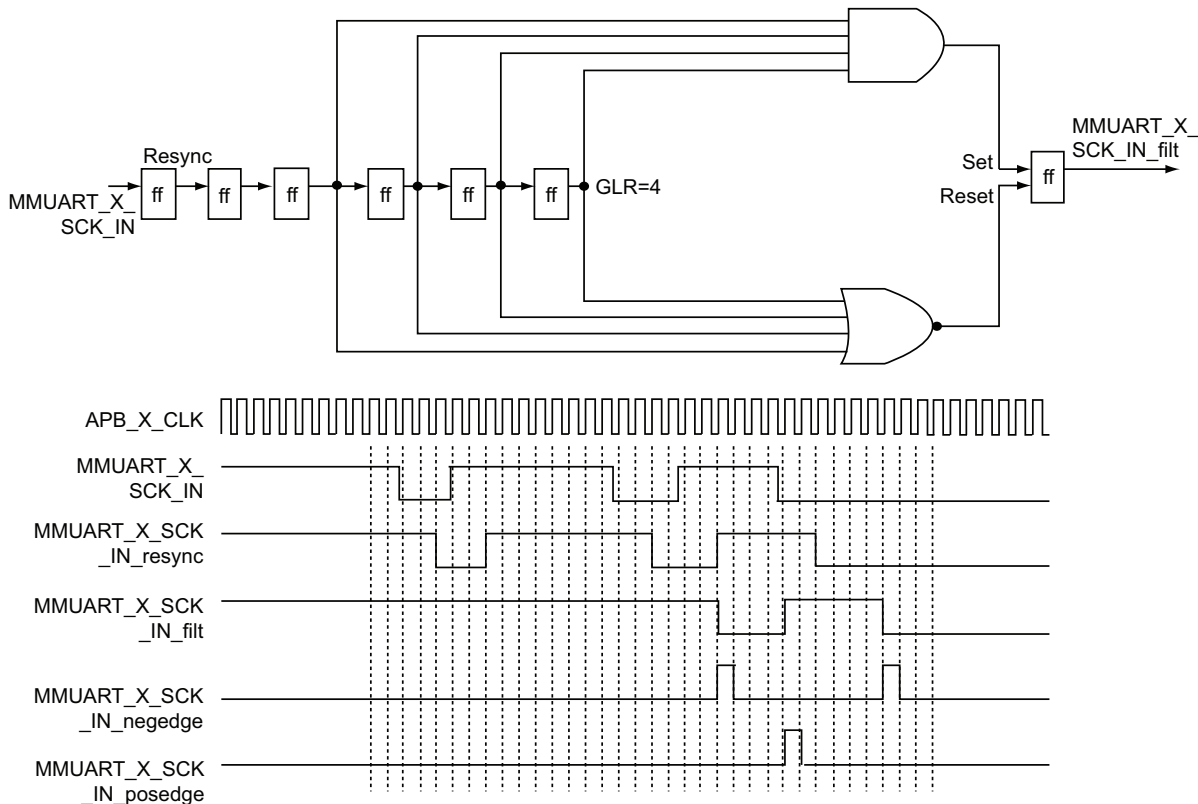 Resync
MMUART_X_
SCK_IN
ff
ff
ff
ff
ff
ff
GLR=4
Set
Reset
ff
MMUART_X_
SCK_IN_filt
APB_X_CLK
MMUART_X_
SCK_IN
MMUART_X_SCK
_IN_resync
MMUART_X_SCK
_IN_filt
MMUART_X_SCK
_IN_negedge
MMUART_X_SCK
_IN_posedge